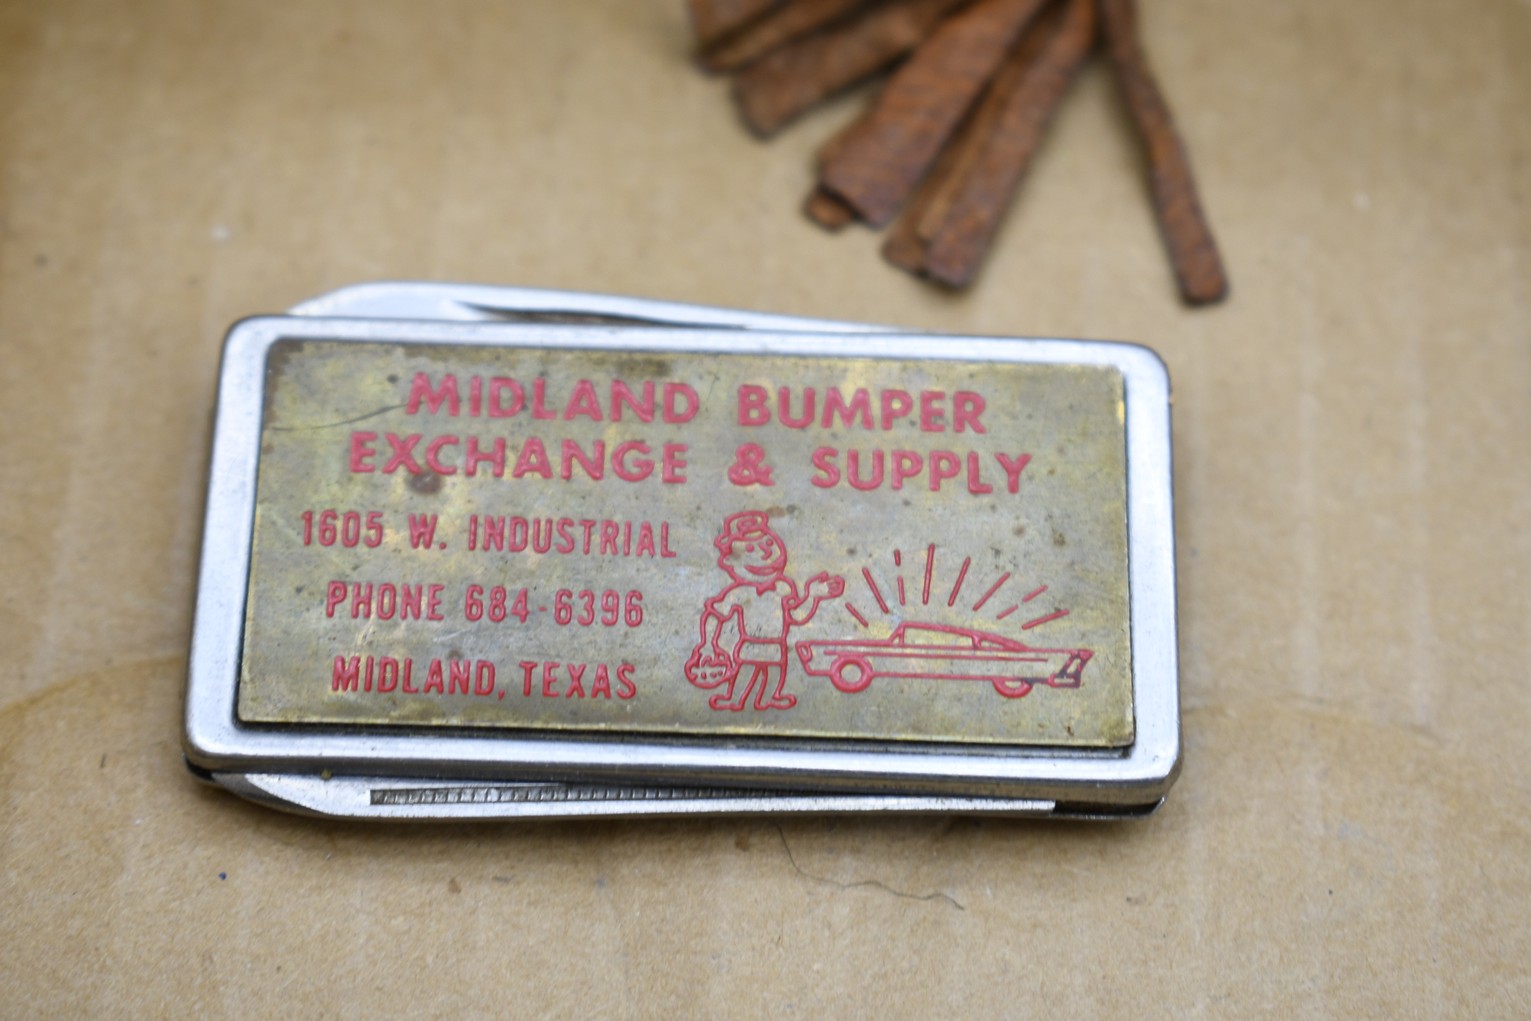 MIDLAND BUMPER
EXCHANGE & SUPPLY
1605 W. INDUSTRIAL
PHONE 684-6396
MIDLAND, TEXAS